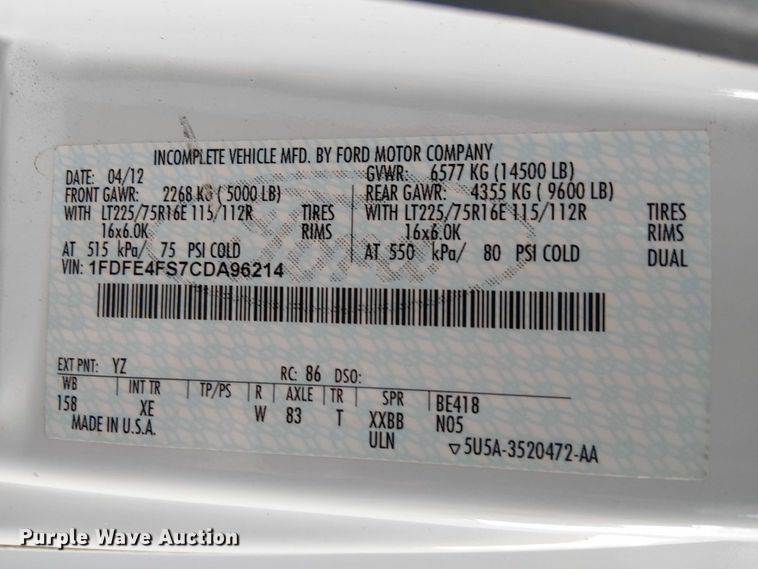 INCOMPLETE VEHICLE MFD. BY FORD MOTOR COMPANY
DATE: 04/12 GVWR: 6577 KG (14500 LB)
FRONT GAWR: 2268 KG (5000 LB) REAR GAWR: 4355 KG ( 9600 LB)
WITH LT225/75R16E 115/112R TIRES WITH LT225/75R16E 115/112R TIRES
16x6.0K RIMS 16x6.0K RIMS
AT 515 kPa/ 75 PSI COLD AT 550 kPa/ 80 PSI COLD DUAL
VIN: 1FDFE4FS7CDA96214
EXT PNT: YZ RC: 86 DSO:
WB INT TR TP/PS R AXLE TR SPR BE418
158 XE W 83 T XXBB N05
MADE IN U.S.A. ULN ▽5U5A-3520472-AA
Purple Wave Auction